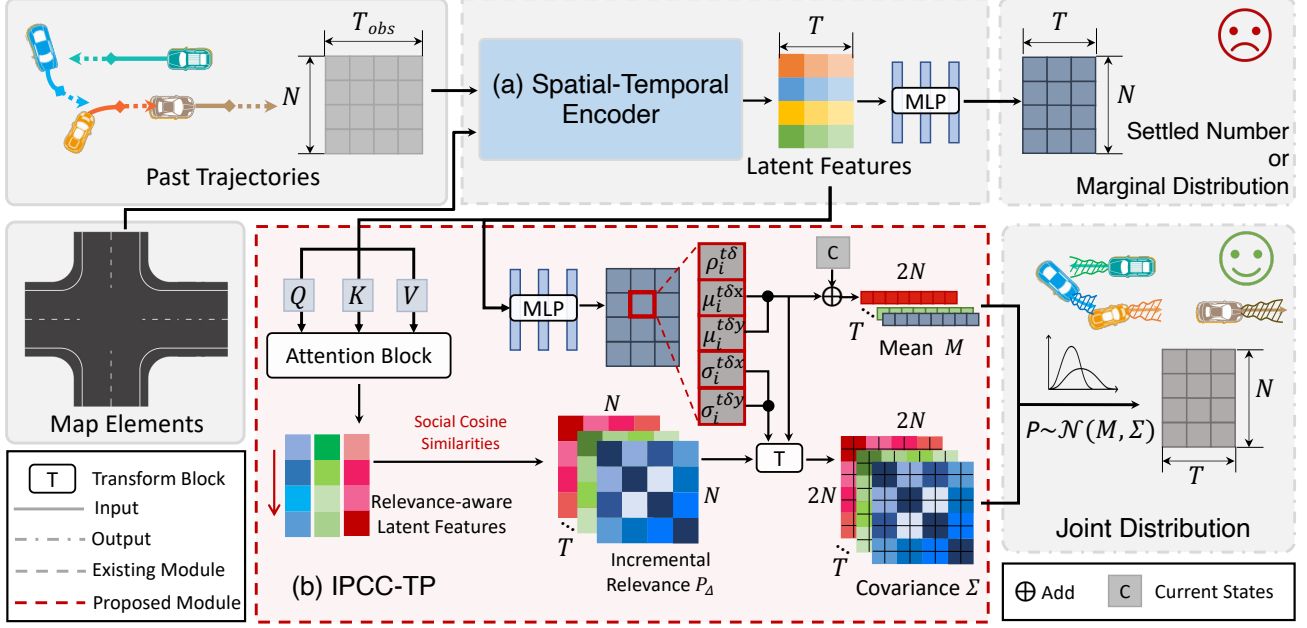 T_{obs}
N
Past Trajectories
(a) Spatial-Temporal
Encoder
T
MLP
Latent Features
T
N
Settled Number
or
Marginal Distribution
Map Elements
Q
K
V
Attention Block
MLP
ρ_i^{tδ}
μ_i^{tδx}
μ_i^{tδy}
σ_i^{tδx}
σ_i^{tδy}
C
2N
T
Mean M
Social Cosine
Similarities
Relevance-aware
Latent Features
N
N
T
Incremental
Relevance P_Δ
T
2N
2N
T
Covariance Σ
(b) IPCC-TP
P~𝒩(M, Σ)
N
T
Joint Distribution
T Transform Block
Input
Output
Existing Module
Proposed Module
Add
C Current States